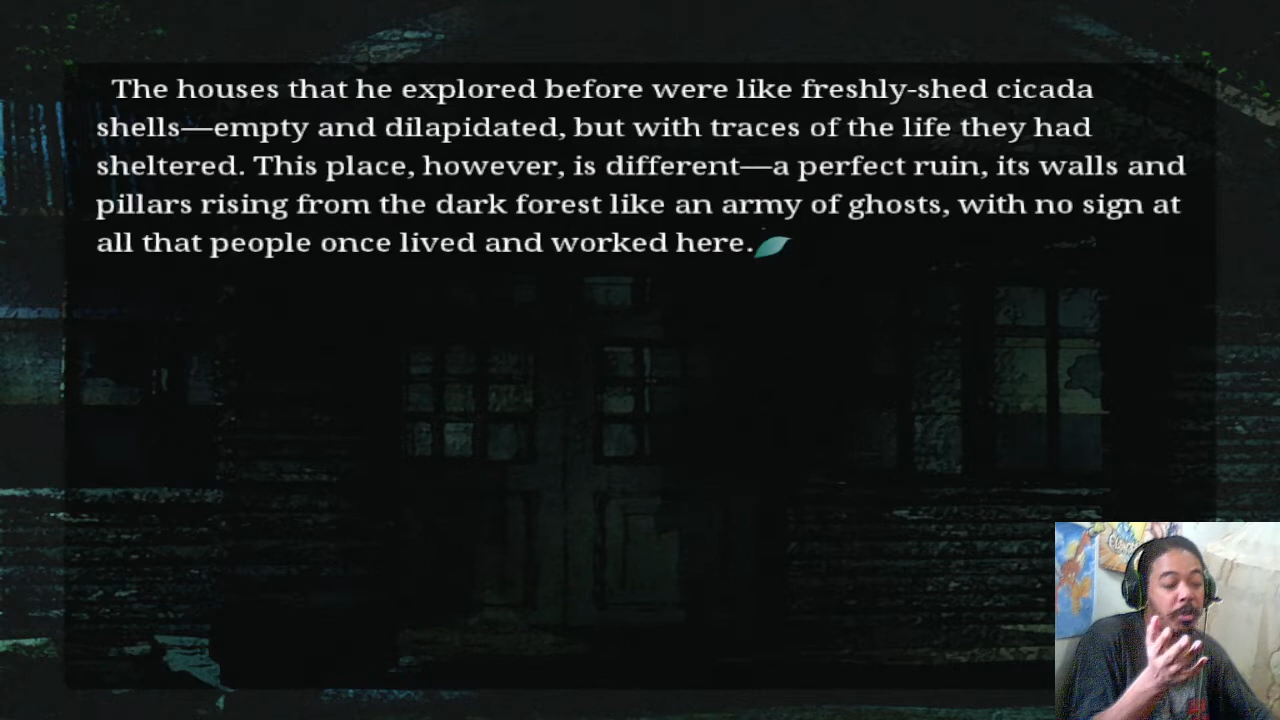 The houses that he explored before were like freshly-shed cicada
shells—empty and dilapidated, but with traces of the life they had
sheltered. This place, however, is different—a perfect ruin, its walls and
pillars rising from the dark forest like an army of ghosts, with no sign at
all that people once lived and worked here.